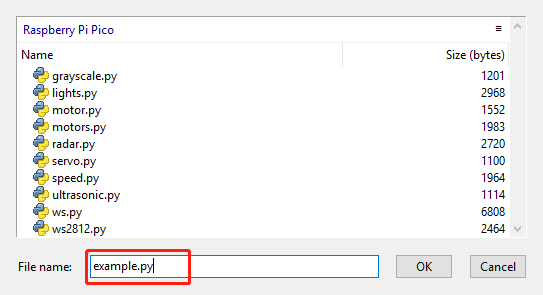 Raspberry Pi Pico ≡
Name Size (bytes)
grayscale.py 1201
lights.py 2968
motor.py 1552
motors.py 1983
radar.py 2720
servo.py 1100
speed.py 1964
ultrasonic.py 1114
ws.py 6808
ws2812.py 2464
File name: example.py OK Cancel